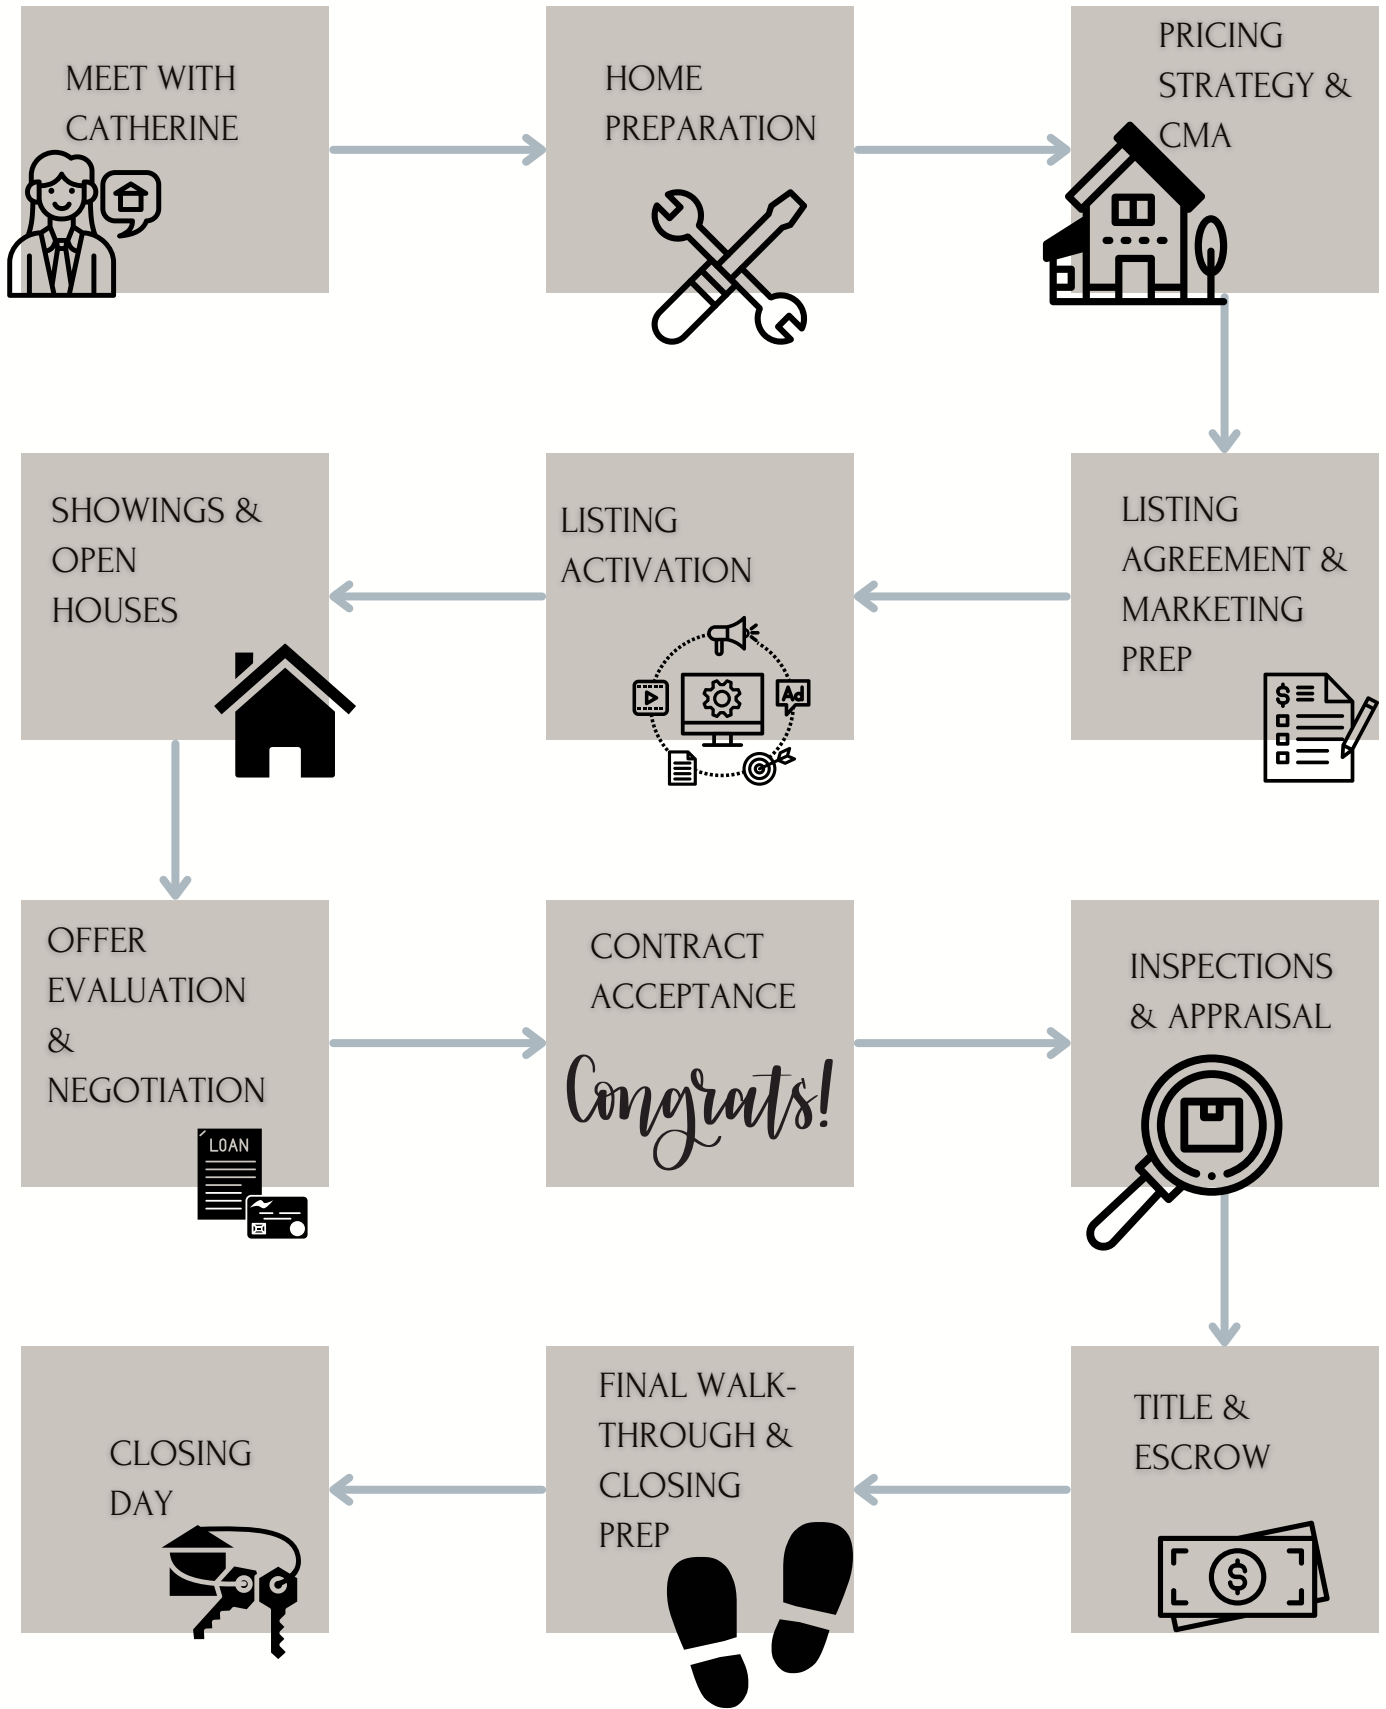 MEET WITH
CATHERINE
HOME
PREPARATION
PRICING
STRATEGY &
CMA
LISTING
AGREEMENT &
MARKETING
PREP
$
LISTING
ACTIVATION
Ad
SHOWINGS &
OPEN
HOUSES
OFFER
EVALUATION
&
NEGOTIATION
LOAN
CONTRACT
ACCEPTANCE
Congrats!
INSPECTIONS
& APPRAISAL
TITLE &
ESCROW
$
FINAL WALK-
THROUGH &
CLOSING
PREP
CLOSING
DAY